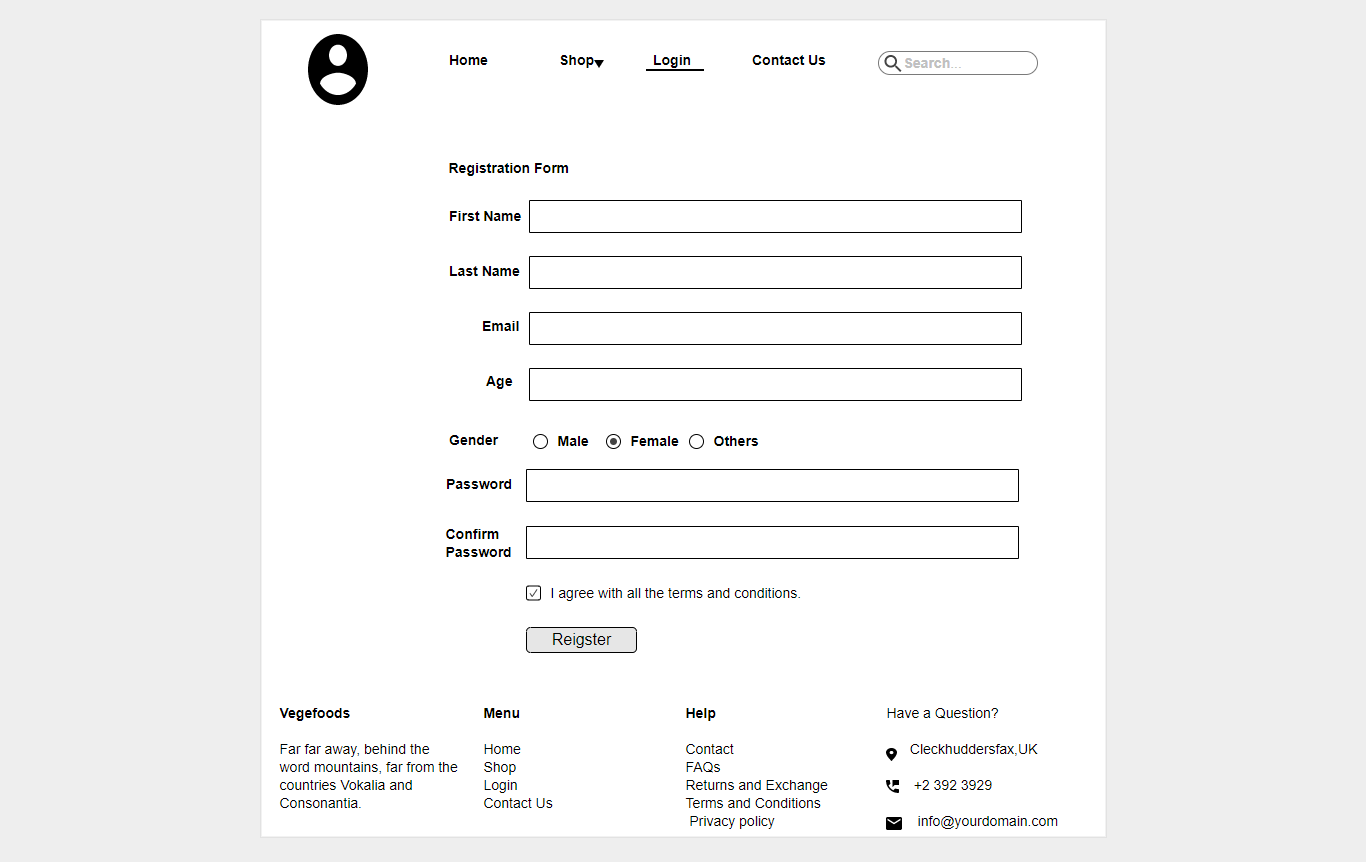 Home Shop Login Contact Us Search...
Registration Form
First Name
Last Name
Email
Age
Gender Male Female Others
Password
Confirm
Password
I agree with all the terms and conditions.
Reigster
Vegefoods
Far far away, behind the
word mountains, far from the
countries Vokalia and
Consonantia.
Menu
Home
Shop
Login
Contact Us
Help
Contact
FAQs
Returns and Exchange
Terms and Conditions
Privacy policy
Have a Question?
Cleckhuddersfax,UK
+2 392 3929
info@yourdomain.com